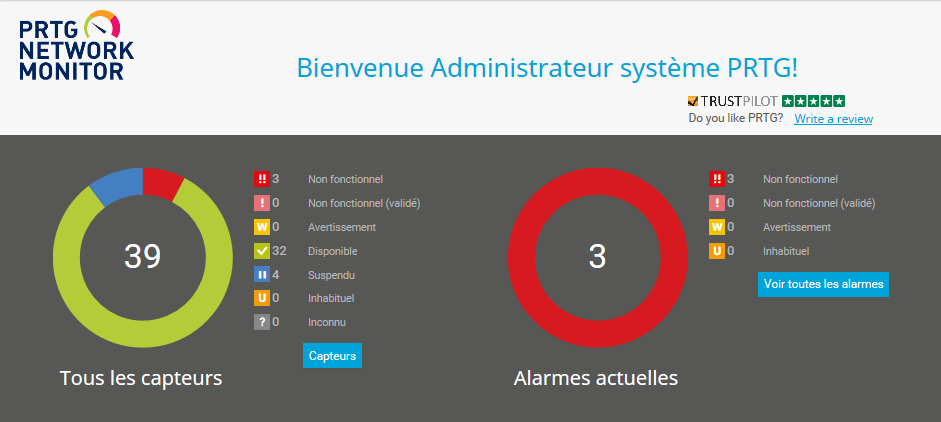 PRTG
NETWORK
MONITOR
Bienvenue Administrateur système PRTG!
TRUSTPILOT
Do you like PRTG? Write a review
39
!! 3 Non fonctionnel
! 0 Non fonctionnel (validé)
W 0 Avertissement
32 Disponible
4 Suspendu
U 0 Inhabituel
? 0 Inconnu
Capteurs
Tous les capteurs
3
!! 3 Non fonctionnel
! 0 Non fonctionnel (validé)
W 0 Avertissement
U 0 Inhabituel
Voir toutes les alarmes
Alarmes actuelles